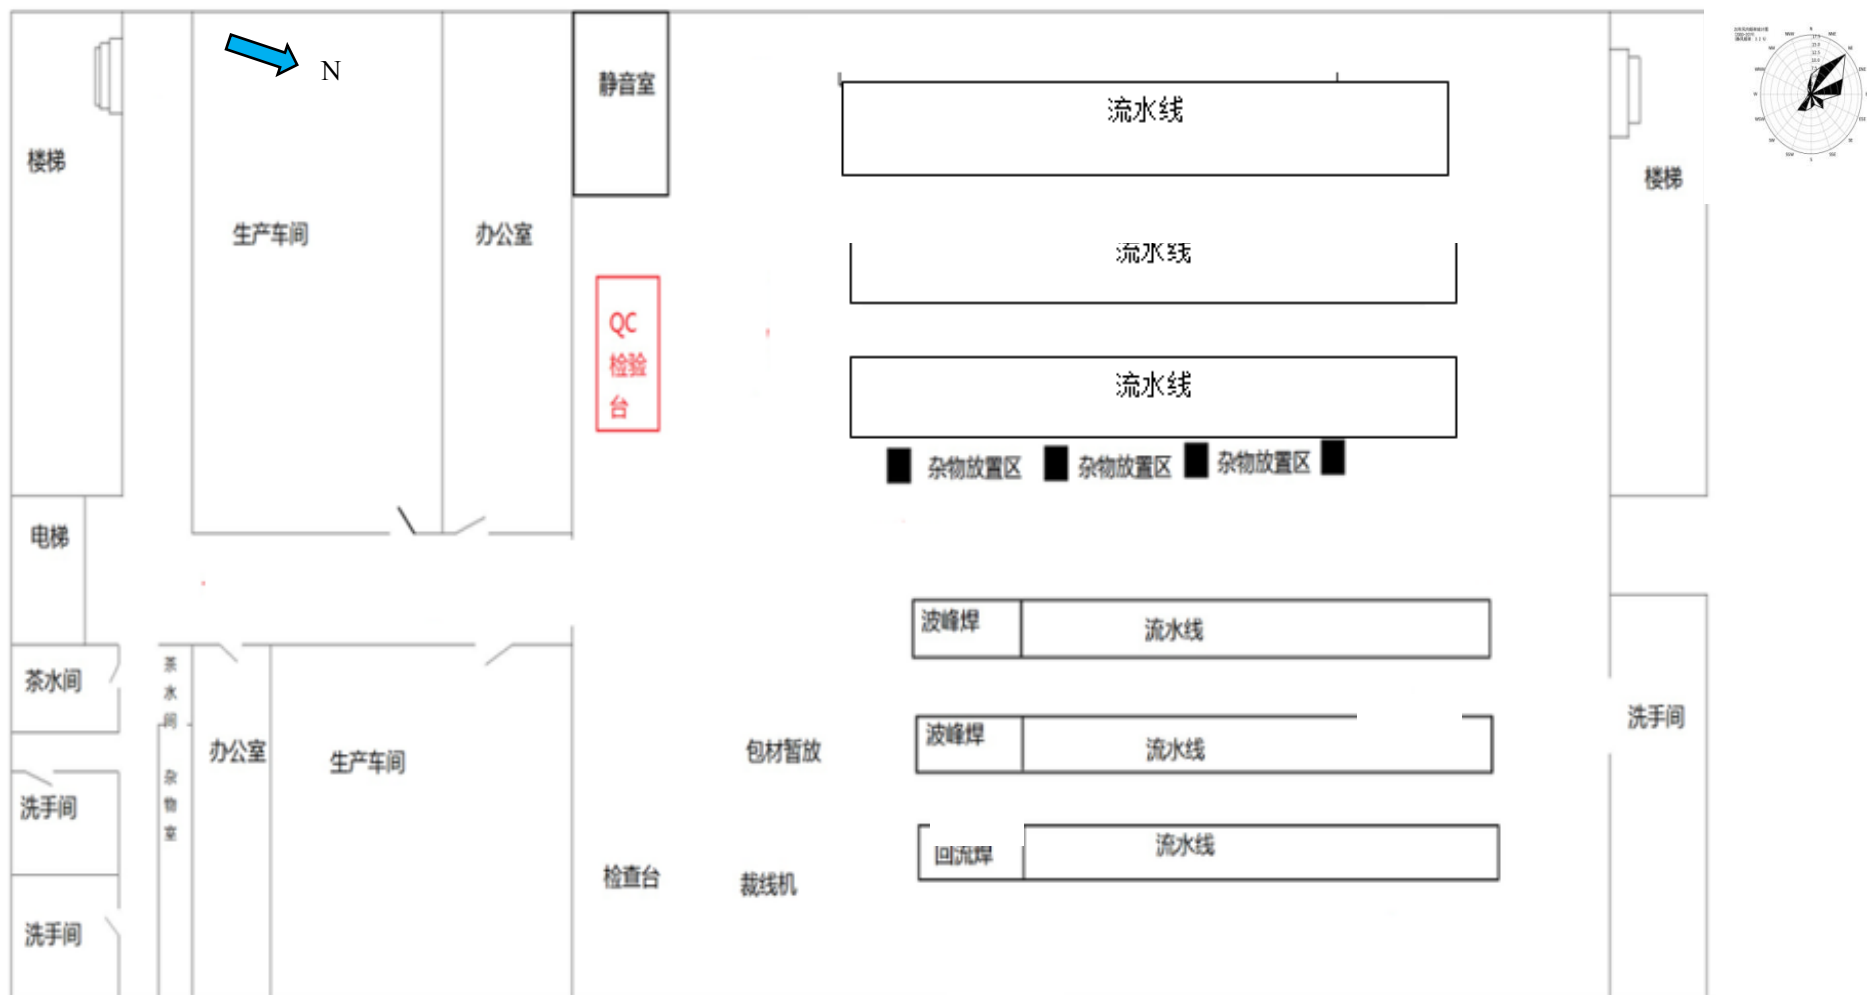 N
静音室
流水线
楼梯
楼梯
生产车间
办公室
流水线
QC
检验
台
流水线
杂物放置区
杂物放置区
杂物放置区
电梯
波峰焊
流水线
茶水间
茶
水
间
洗手间
办公室
生产车间
包材暂放
波峰焊
流水线
洗手间
杂
物
室
检查台
裁线机
回流焊
流水线
洗手间